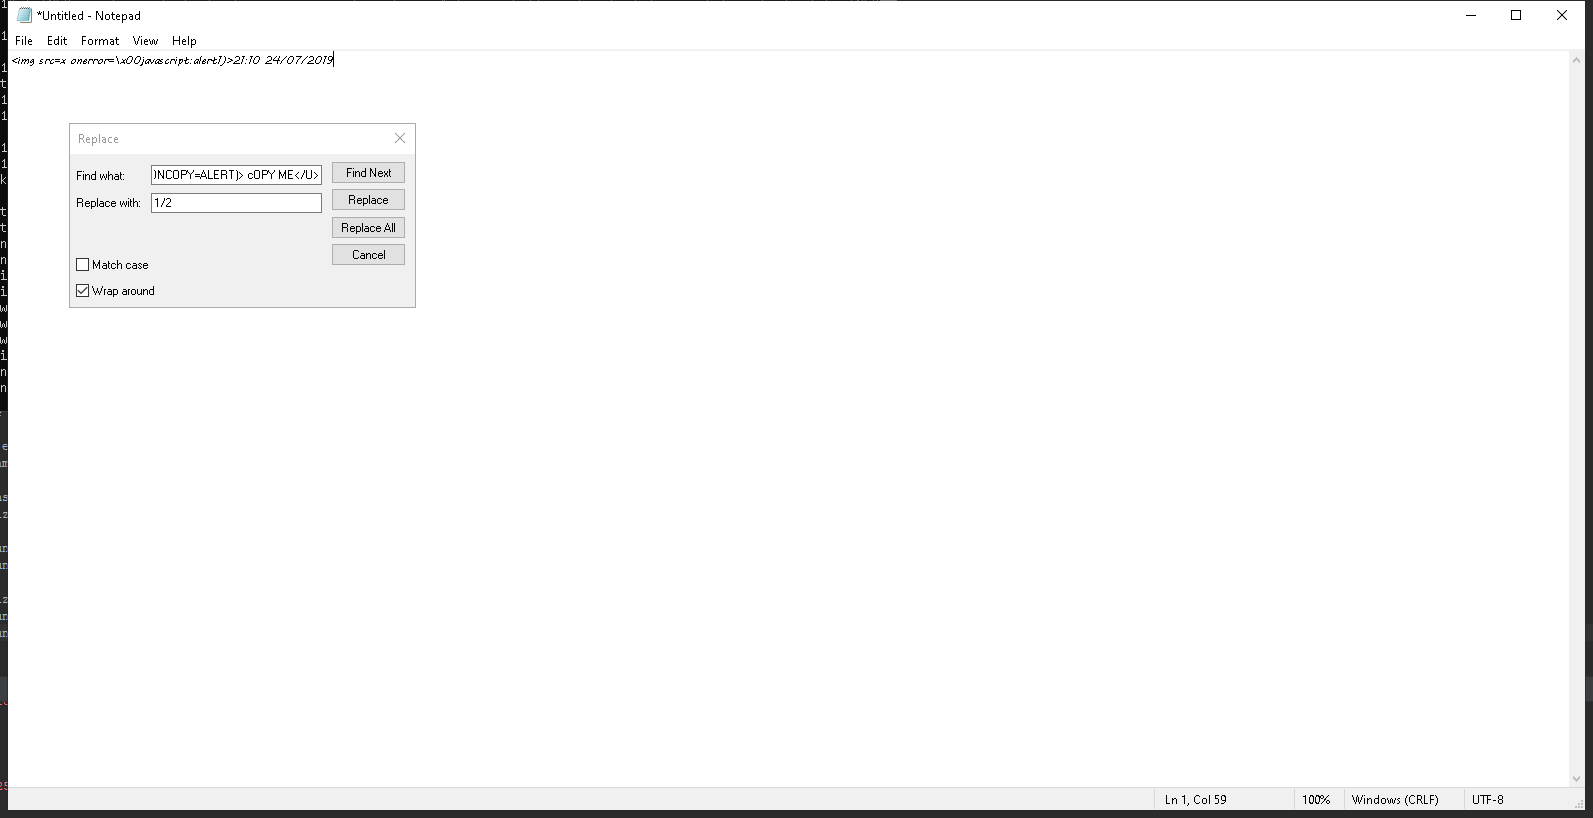 *Untitled - Notepad
File Edit Format View Help
<img src=x onerror=\x00javascript:alert1)>21:10 24/07/2019
Replace
Find what: )NCOPY=ALERT)> cOPY ME</U> Find Next
Replace with: 1/2 Replace
Replace All
Cancel
Match case
Wrap around
Ln 1, Col 59 100% Windows (CRLF) UTF-8